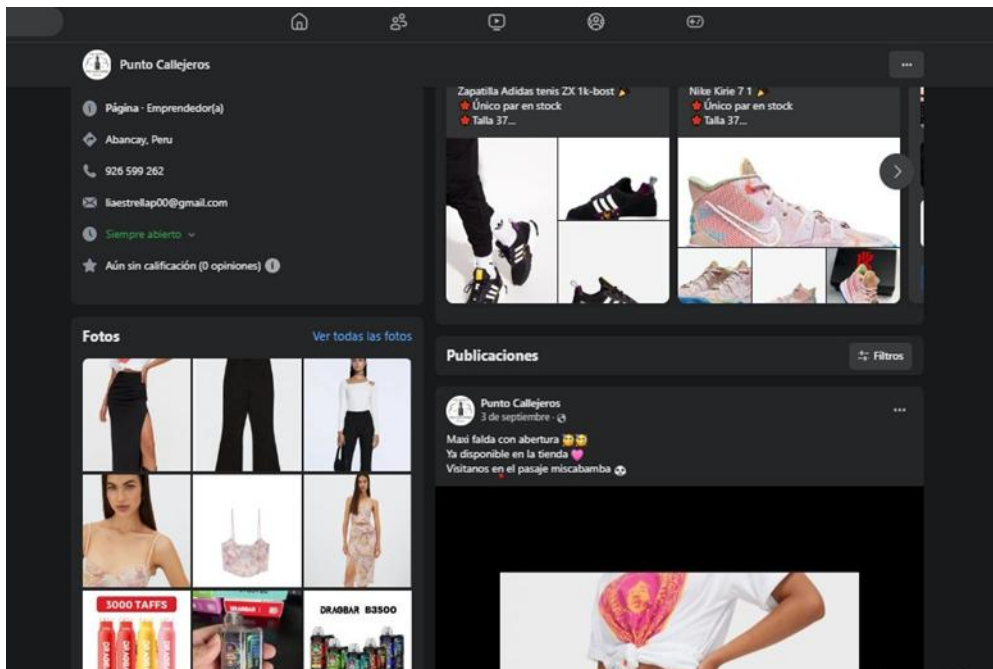 Punto Callejeros
Página · Emprendedor(a)
Abancay, Peru
926 599 262
liaestrellap00@gmail.com
Siempre abierto
Aún sin calificación (0 opiniones)
Fotos
Ver todas las fotos
3000 TAFFS
DRAGBAR
DRAGBAR B3500
Zapatilla Adidas tenis ZX 1k-bost
Único par en stock
Talla 37...
Nike Kirie 7 1
Único par en stock
Talla 37...
Publicaciones
Filtros
Punto Callejeros
3 de septiembre ·
Maxi falda con abertura 🥰🥰
Ya disponible en la tienda 💗
Visitanos en el pasaje miscabamba 🐼